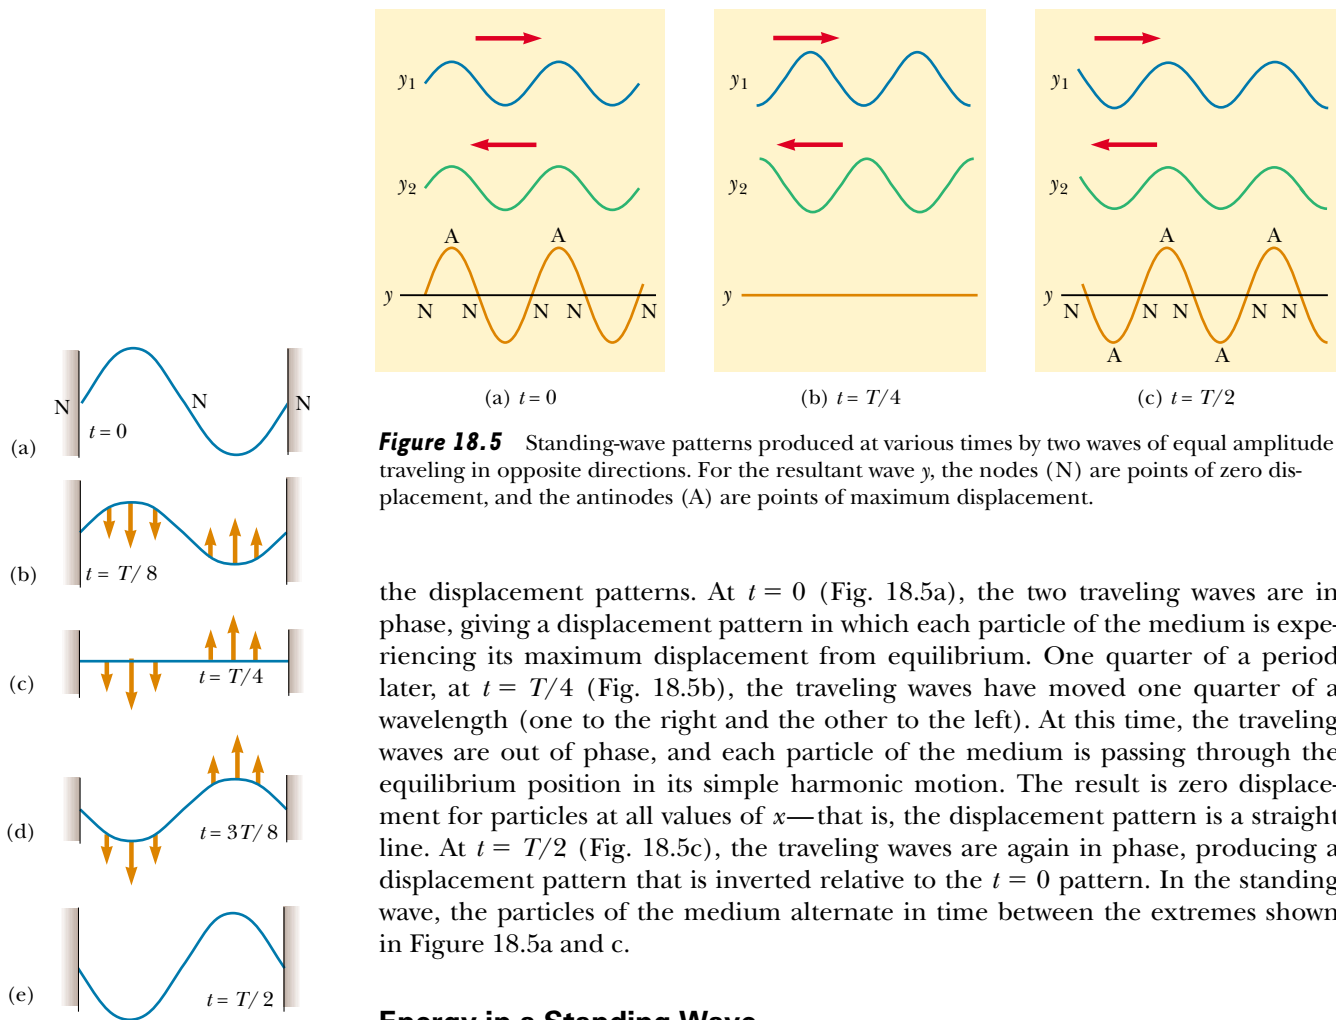 y1
y2
A A
y
N N N N N
(a) t = 0
y1
y2
(b) t = T/4
y1
y2
A A
y
N N N N N
A A
(c) t = T/2
Figure 18.5 Standing-wave patterns produced at various times by two waves of equal amplitude
traveling in opposite directions. For the resultant wave y, the nodes (N) are points of zero dis-
placement, and the antinodes (A) are points of maximum displacement.
N N N
(a) t = 0
(b) t = T/8
(c) t = T/4
(d) t = 3T/8
(e) t = T/2
the displacement patterns. At t = 0 (Fig. 18.5a), the two traveling waves are in
phase, giving a displacement pattern in which each particle of the medium is expe-
riencing its maximum displacement from equilibrium. One quarter of a period
later, at t = T/4 (Fig. 18.5b), the traveling waves have moved one quarter of a
wavelength (one to the right and the other to the left). At this time, the traveling
waves are out of phase, and each particle of the medium is passing through the
equilibrium position in its simple harmonic motion. The result is zero displace-
ment for particles at all values of x—that is, the displacement pattern is a straight
line. At t = T/2 (Fig. 18.5c), the traveling waves are again in phase, producing a
displacement pattern that is inverted relative to the t = 0 pattern. In the standing
wave, the particles of the medium alternate in time between the extremes shown
in Figure 18.5a and c.
Energy in a Standing Wave